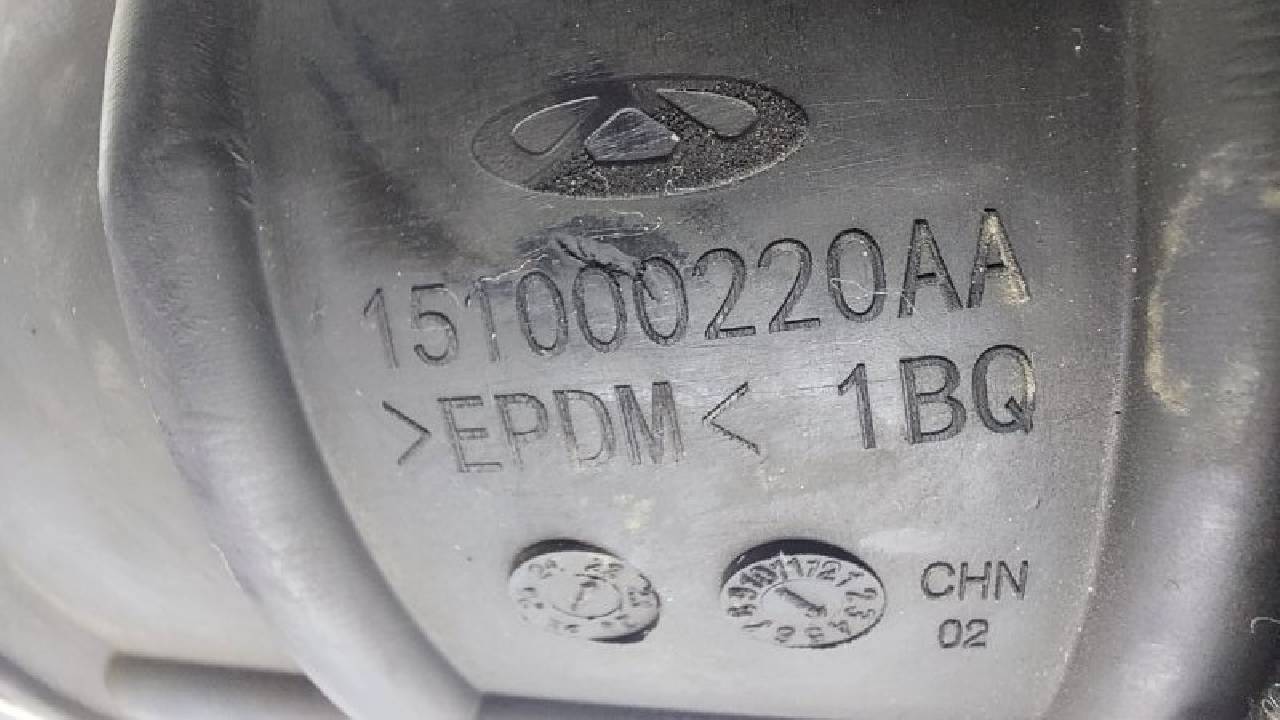 151000220AA
>EPDM< 1BQ
CHN
02